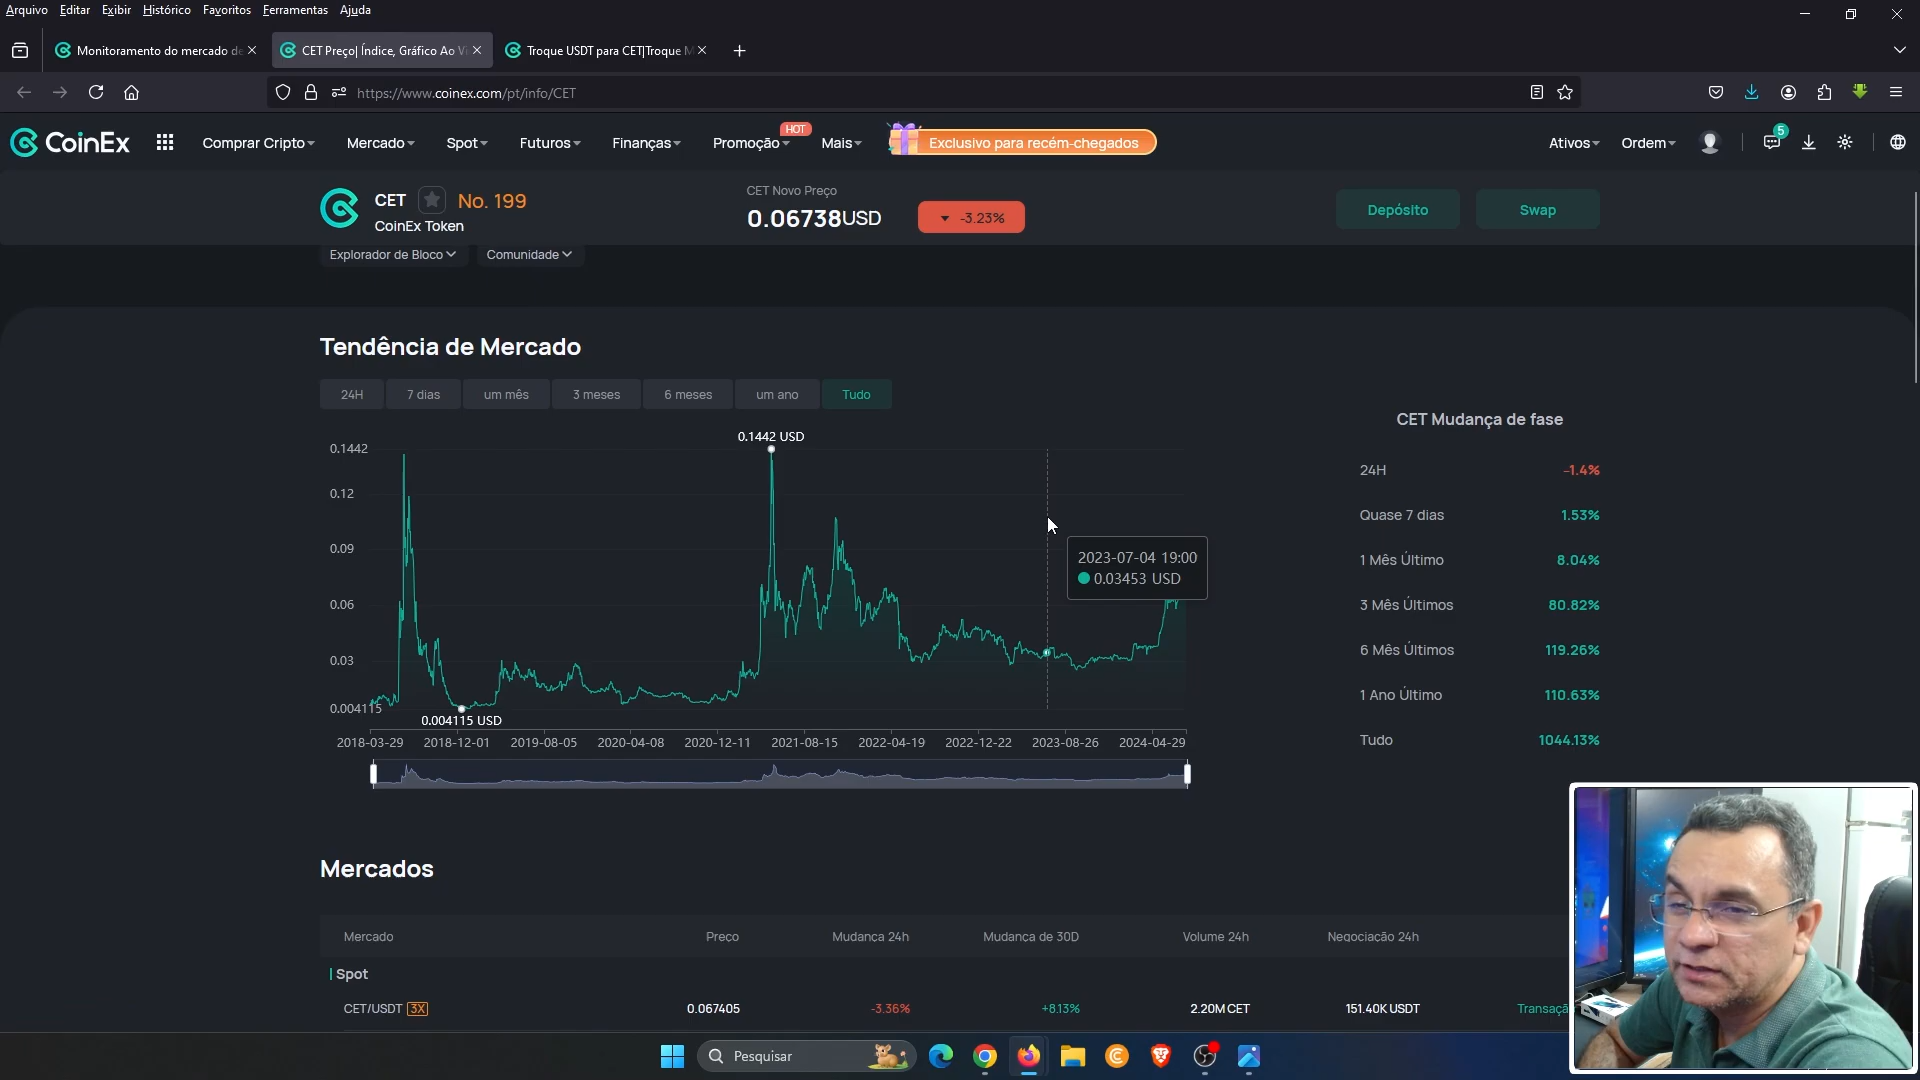 Arquivo Editar Exibir Histórico Favoritos Ferramentas Ajuda
Monitoramento do mercado de
CET Preço| Índice, Gráfico Ao Vi
Troque USDT para CET|Troque M
https://www.coinex.com/pt/info/CET
CoinEx
Comprar Cripto
Mercado
Spot
Futuros
Finanças
Promoção
HOT
Mais
Exclusivo para recém-chegados
Ativos
Ordem
5
CET
No. 199
CoinEx Token
CET Novo Preço
0.06738USD
-3.23%
Depósito
Swap
Explorador de Bloco
Comunidade
Tendência de Mercado
24H
7 dias
um mês
3 meses
6 meses
um ano
Tudo
0.1442 USD
0.1442
0.12
0.09
0.06
0.03
0.004115
0.004115 USD
2023-07-04 19:00
0.03453 USD
2018-03-29 2018-12-01 2019-08-05 2020-04-08 2020-12-11 2021-08-15 2022-04-19 2022-12-22 2023-08-26 2024-04-29
CET Mudança de fase
24H -1.4%
Quase 7 dias 1.53%
1 Mês Último 8.04%
3 Mês Últimos 80.82%
6 Mês Últimos 119.26%
1 Ano Último 110.63%
Tudo 1044.13%
Mercados
Mercado Preço Mudança 24h Mudança de 30D Volume 24h Negociação 24h
Spot
CET/USDT 3X 0.067405 -3.36% +8.13% 2.20M CET 151.40K USDT Transaçã
Pesquisar